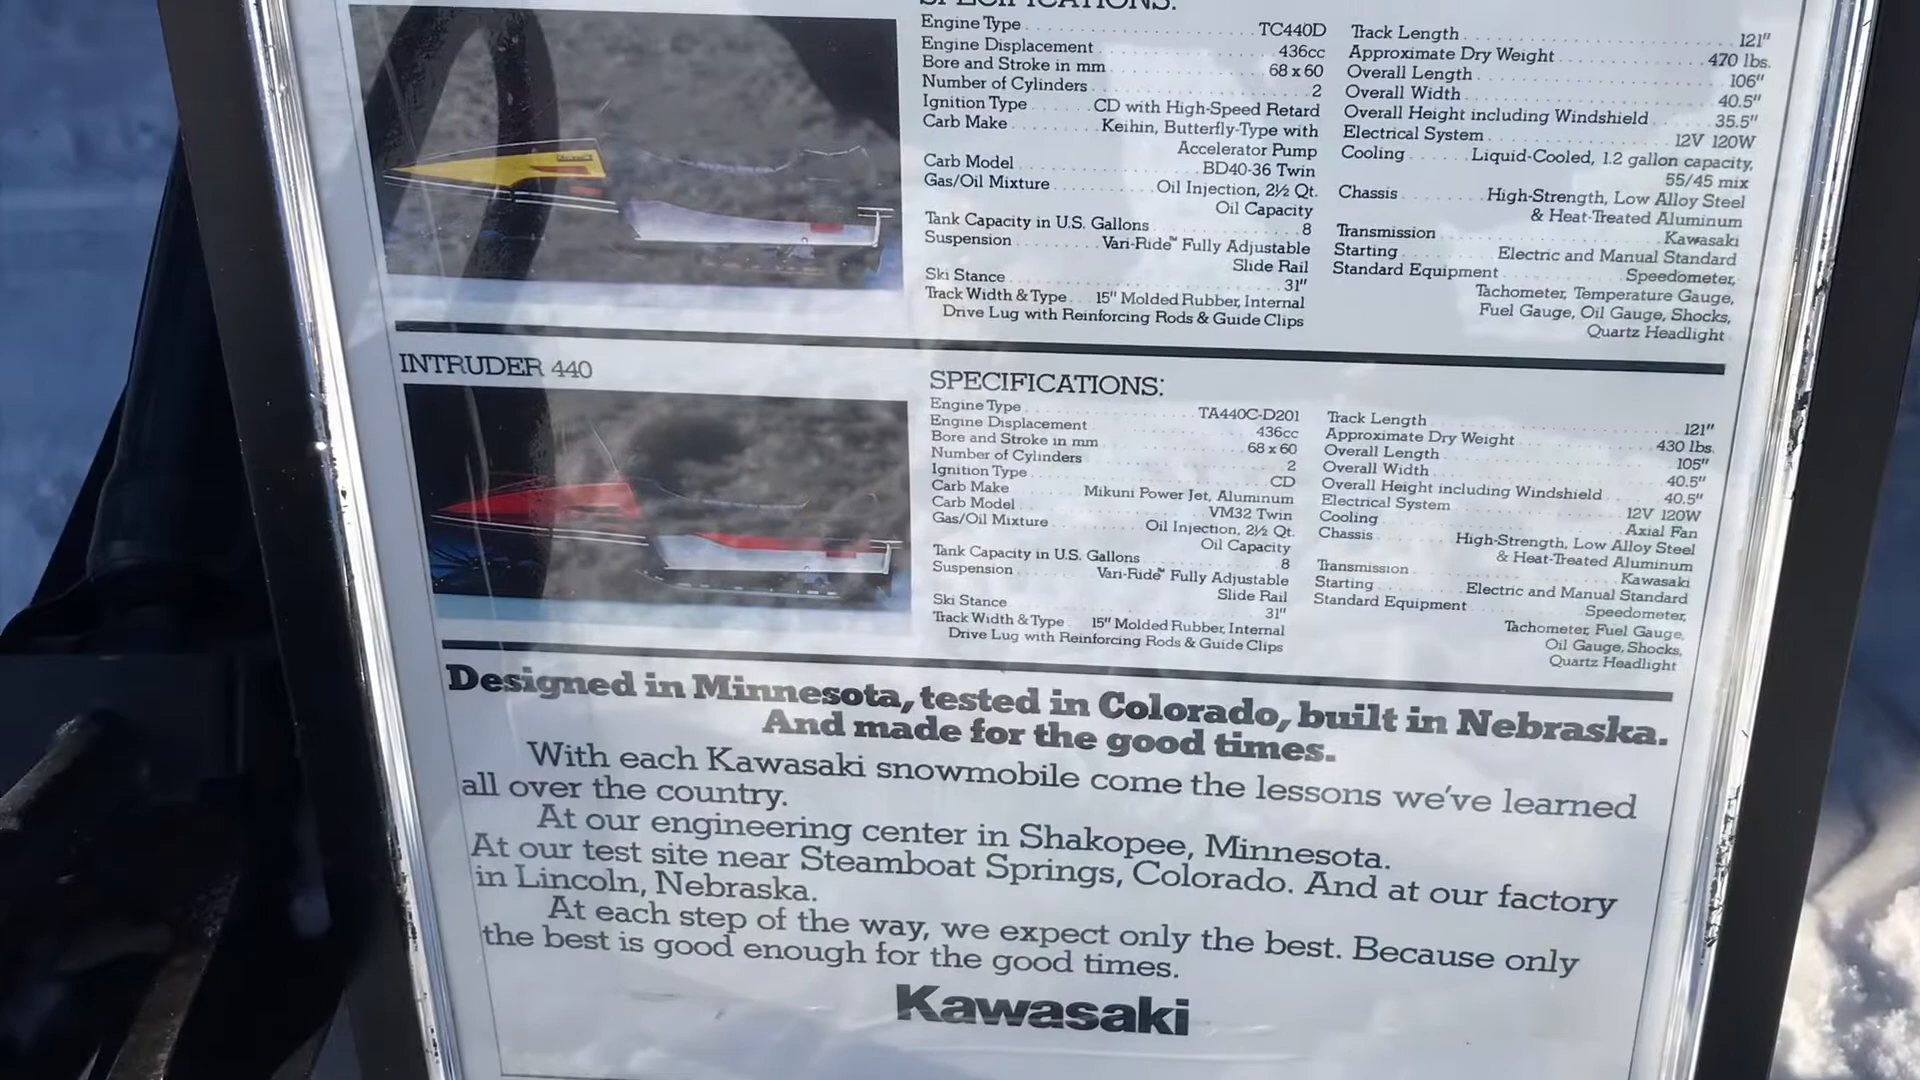 SPECIFICATIONS:
Engine Type TC440D
Engine Displacement 436cc
Bore and Stroke in mm 68 x 60
Number of Cylinders 2
Ignition Type CD with High-Speed Retard
Carb Make Keihin, Butterfly-Type with
Accelerator Pump
Carb Model BD40-36 Twin
Gas/Oil Mixture Oil Injection, 2½ Qt.
Oil Capacity
Tank Capacity in U.S. Gallons 8
Suspension Vari-Ride™ Fully Adjustable
Slide Rail
Ski Stance 31"
Track Width & Type 15" Molded Rubber, Internal
Drive Lug with Reinforcing Rods & Guide Clips
Track Length 121"
Approximate Dry Weight 470 lbs.
Overall Length 106"
Overall Width 40.5"
Overall Height including Windshield 35.5"
Electrical System 12V 120W
Cooling Liquid-Cooled, 1.2 gallon capacity,
55/45 mix
Chassis High-Strength, Low Alloy Steel
& Heat-Treated Aluminum
Transmission Kawasaki
Starting Electric and Manual Standard
Standard Equipment Speedometer,
Tachometer, Temperature Gauge,
Fuel Gauge, Oil Gauge, Shocks,
Quartz Headlight
INTRUDER 440
SPECIFICATIONS:
Engine Type TA440C-D201
Engine Displacement 436cc
Bore and Stroke in mm 68 x 60
Number of Cylinders 2
Ignition Type CD
Carb Make Mikuni Power Jet, Aluminum
Carb Model VM32 Twin
Gas/Oil Mixture Oil Injection, 2½ Qt.
Oil Capacity
Tank Capacity in U.S. Gallons 8
Suspension Vari-Ride™ Fully Adjustable
Slide Rail
Ski Stance 31"
Track Width & Type 15" Molded Rubber, Internal
Drive Lug with Reinforcing Rods & Guide Clips
Track Length 121"
Approximate Dry Weight 430 lbs.
Overall Length 105"
Overall Width 40.5"
Overall Height including Windshield 40.5"
Electrical System 12V 120W
Cooling Axial Fan
Chassis High-Strength, Low Alloy Steel
& Heat-Treated Aluminum
Transmission Kawasaki
Starting Electric and Manual Standard
Standard Equipment Speedometer,
Tachometer, Fuel Gauge,
Oil Gauge, Shocks,
Quartz Headlight
Designed in Minnesota, tested in Colorado, built in Nebraska.
And made for the good times.
With each Kawasaki snowmobile come the lessons we've learned
all over the country.
At our engineering center in Shakopee, Minnesota.
At our test site near Steamboat Springs, Colorado. And at our factory
in Lincoln, Nebraska.
At each step of the way, we expect only the best. Because only
the best is good enough for the good times.
Kawasaki